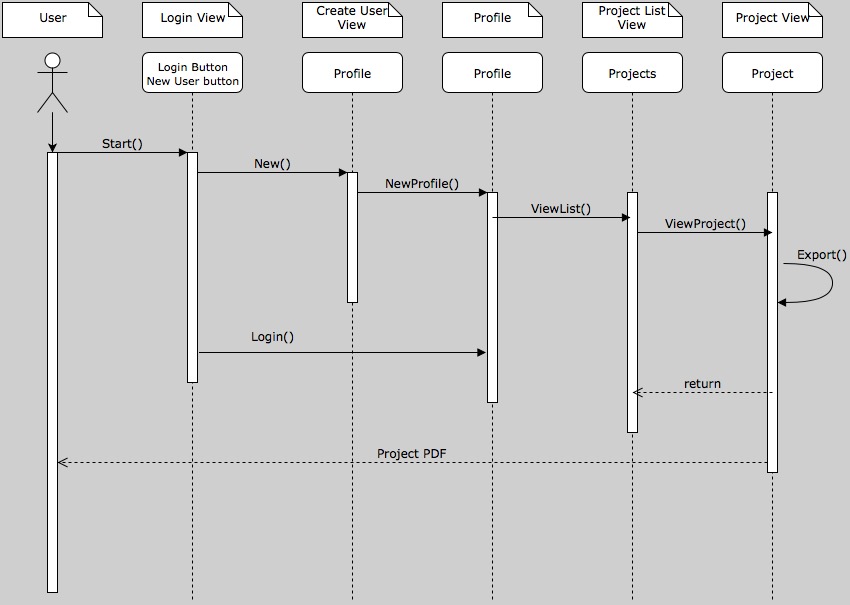 User
Login View
Create User
View
Profile
Project List
View
Project View
Login Button
New User button
Profile
Profile
Projects
Project
Start()
New()
NewProfile()
ViewList()
ViewProject()
Export()
Login()
return
Project PDF